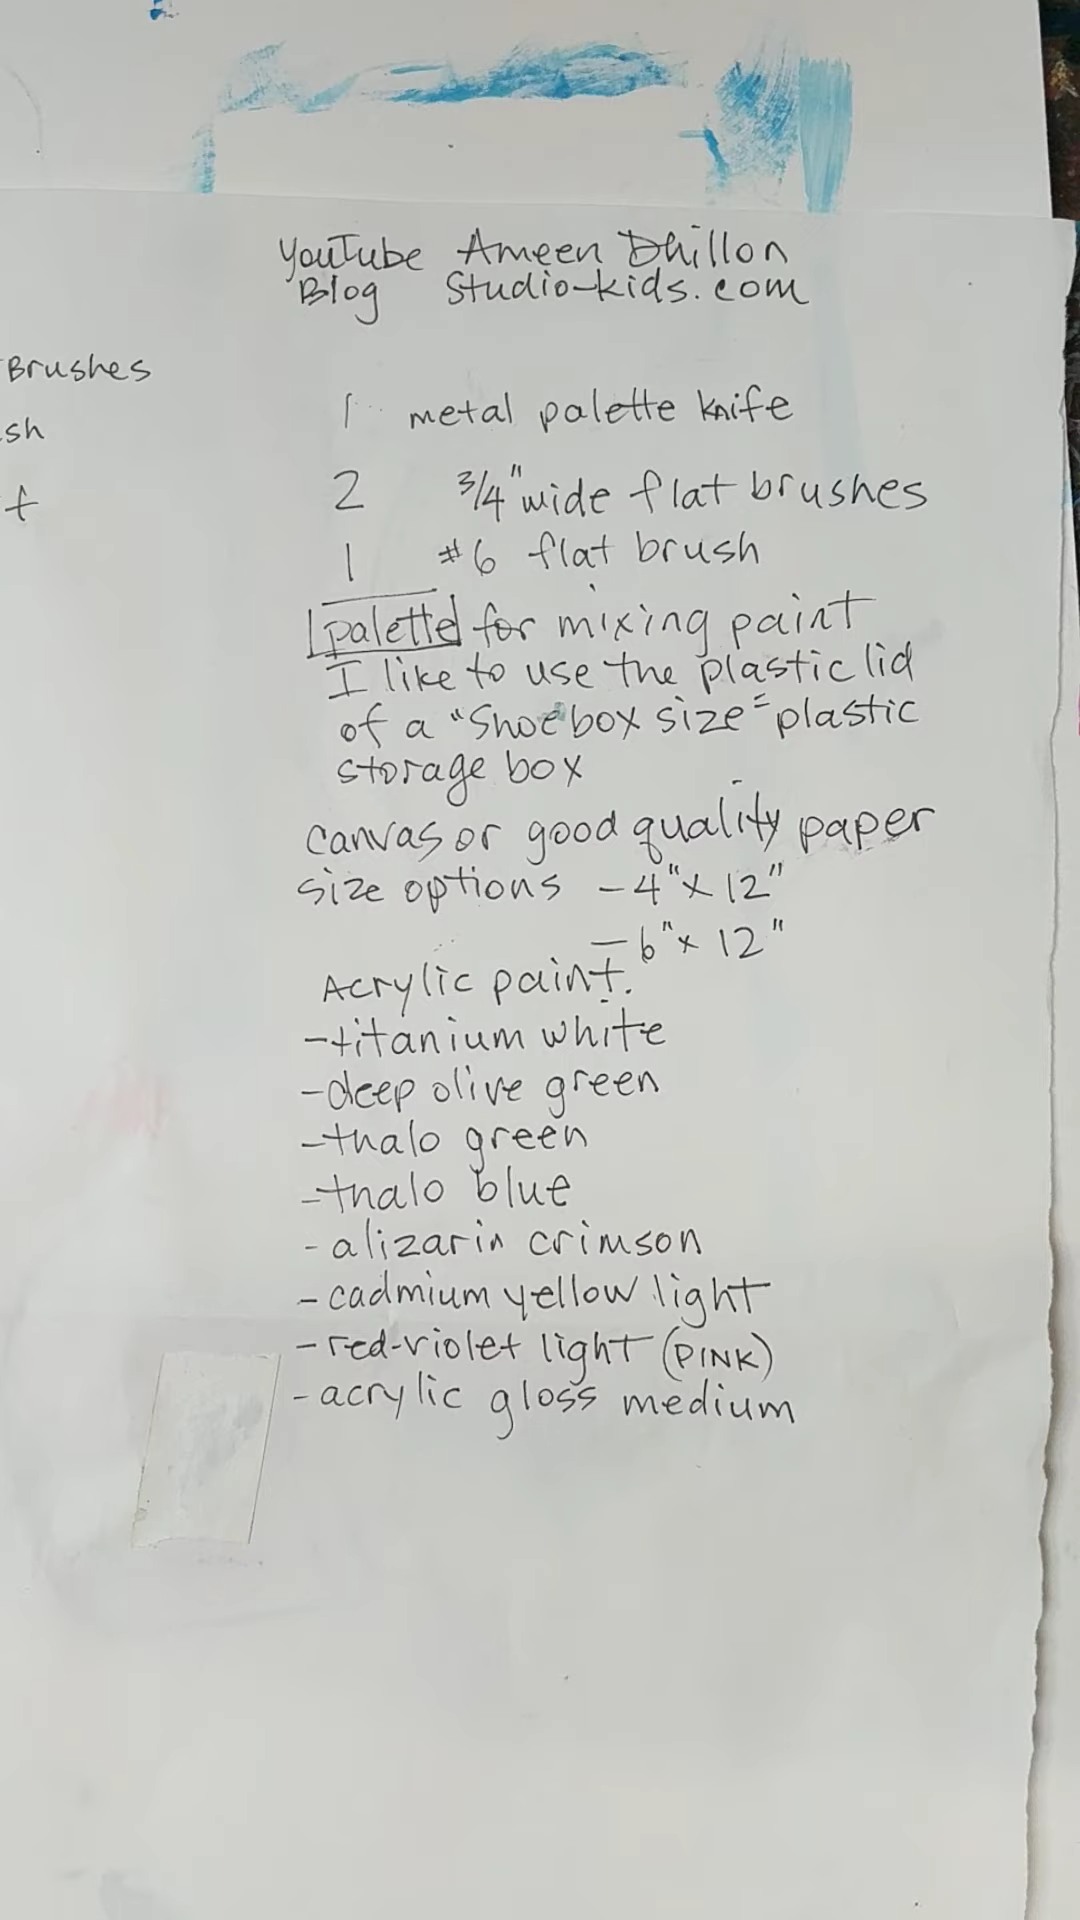 YouTube Ameen Dhillon
Blog Studio-kids.com
Brushes
sh
t
1 metal palette knife
2 3/4" wide flat brushes
1 #6 flat brush
palette for mixing paint
I like to use the plastic lid
of a "Shoebox size" plastic
storage box
canvas or good quality paper
size options - 4" x 12"
- 6" x 12"
Acrylic paint.
- titanium white
- deep olive green
- thalo green
- thalo blue
- alizarin crimson
- cadmium yellow light
- red-violet light (PINK)
- acrylic gloss medium